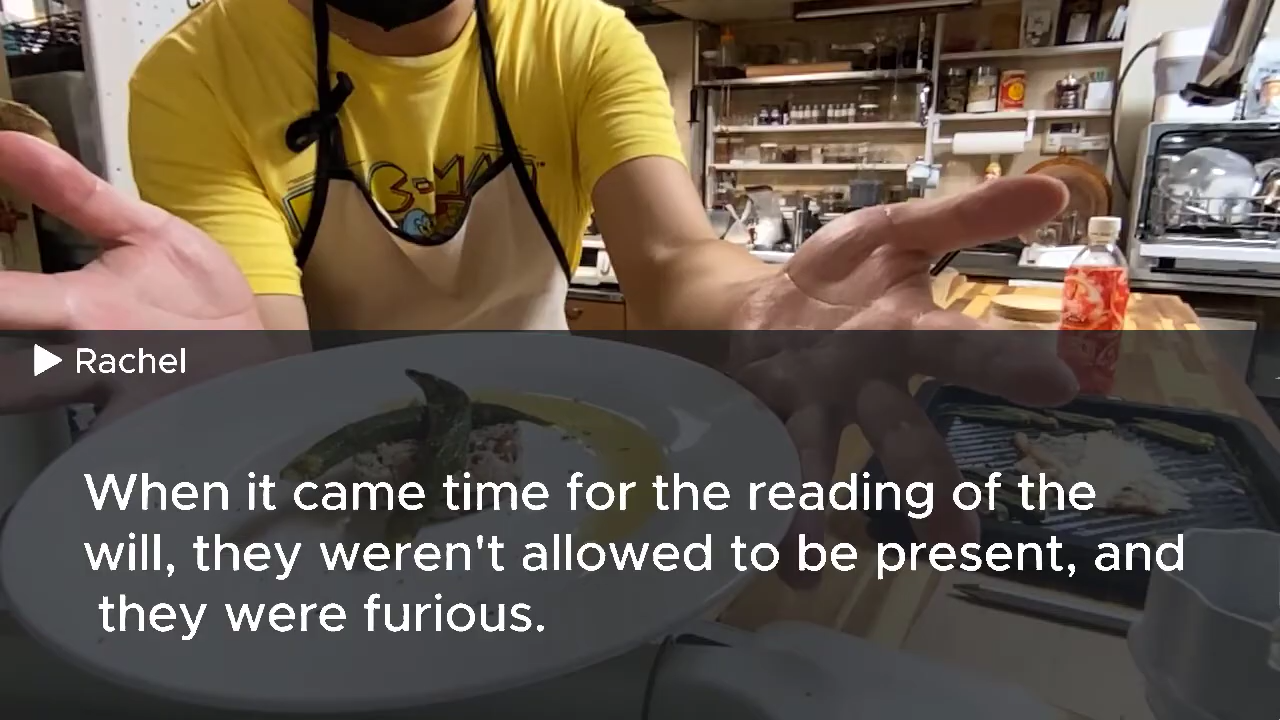 Rachel
When it came time for the reading of the
will, they weren't allowed to be present, and
they were furious.